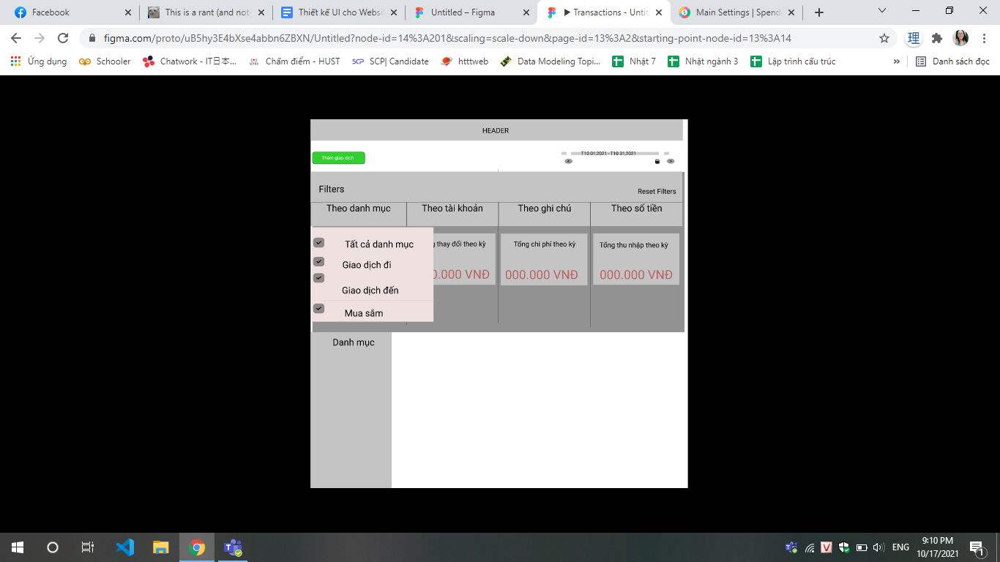 Facebook
This is a rant (and not
Thiết kế UI cho Websi
Untitled – Figma
Transactions - Untit
Main Settings | Spend
figma.com/proto/uB5hy3E4bXse4abbn6ZBXN/Untitled?node-id=14%3A201&scaling=scale-down&page-id=13%3A2&starting-point-node-id=13%3A14
理
Ứng dụng
Schooler
Chatwork - IT日本...
Chấm điểm - HUST
SCP SCP| Candidate
htttweb
Data Modeling Topi...
Nhật 7
Nhật ngành 3
Lập trình cấu trúc
»
Danh sách đọc
HEADER
Thêm giao dịch
T10 01,2021 - T10 31,2021
Filters
Reset Filters
Theo danh mục
Theo tài khoản
Theo ghi chú
Theo số tiền
Tất cả danh mục
Giao dịch đi
Giao dịch đến
Mua sắm
thay đổi theo kỳ
0.000 VNĐ
Tổng chi phí theo kỳ
000.000 VNĐ
Tổng thu nhập theo kỳ
000.000 VNĐ
Danh mục
ENG
9:10 PM
10/17/2021
1